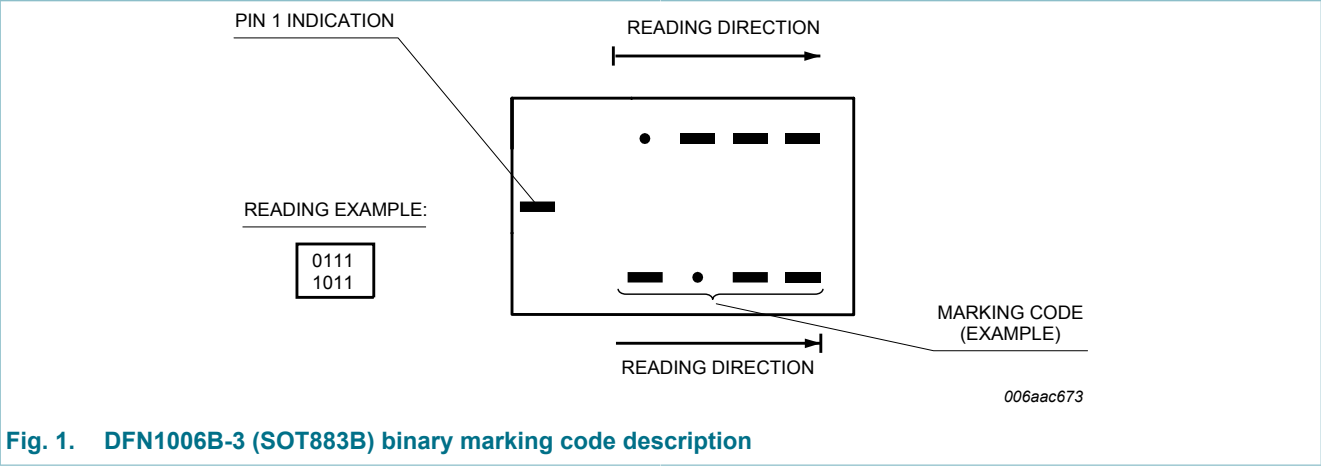 PIN 1 INDICATION
READING DIRECTION
READING EXAMPLE:
0111
1011
MARKING CODE
(EXAMPLE)
READING DIRECTION
006aac673
Fig. 1. DFN1006B-3 (SOT883B) binary marking code description